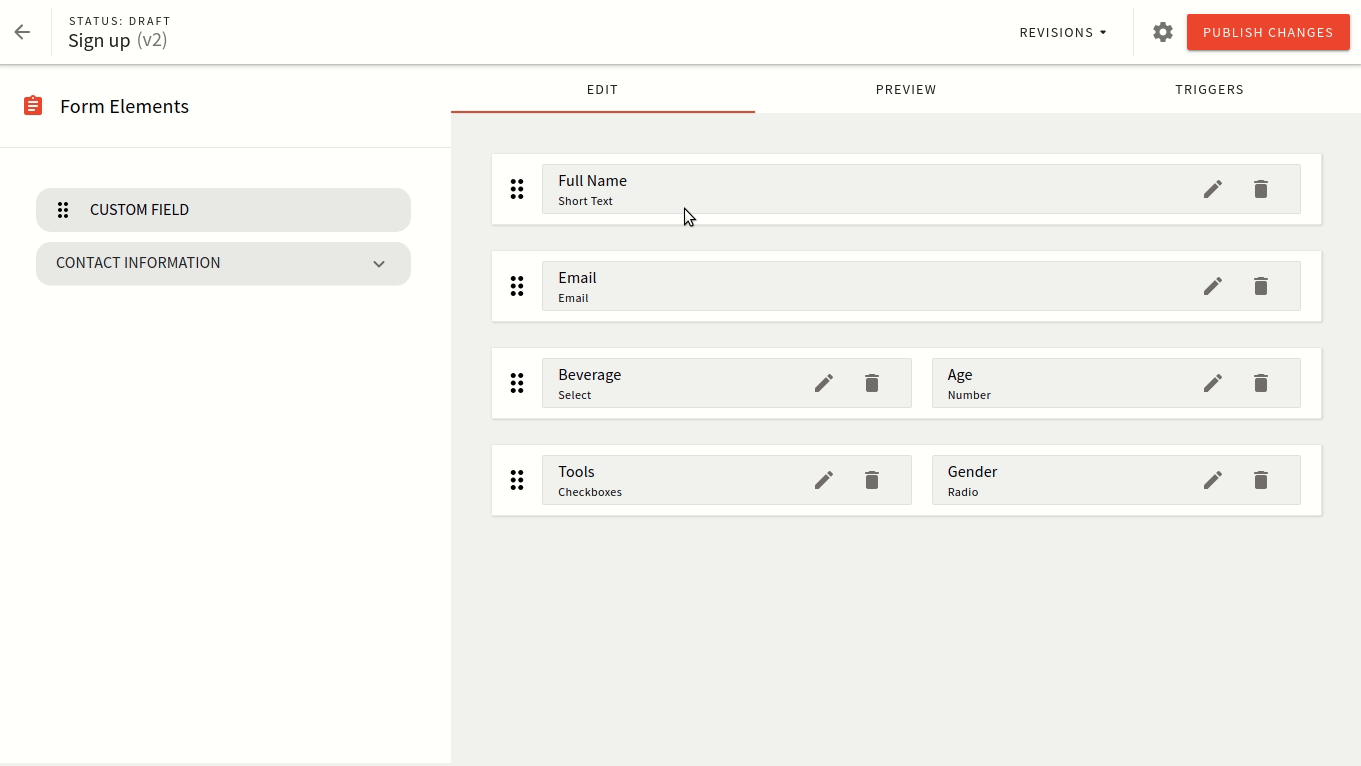 STATUS: DRAFT
Sign up (v2)
REVISIONS
PUBLISH CHANGES
Form Elements
EDIT
PREVIEW
TRIGGERS
CUSTOM FIELD
CONTACT INFORMATION
Full Name
Short Text
Email
Email
Beverage
Select
Age
Number
Tools
Checkboxes
Gender
Radio